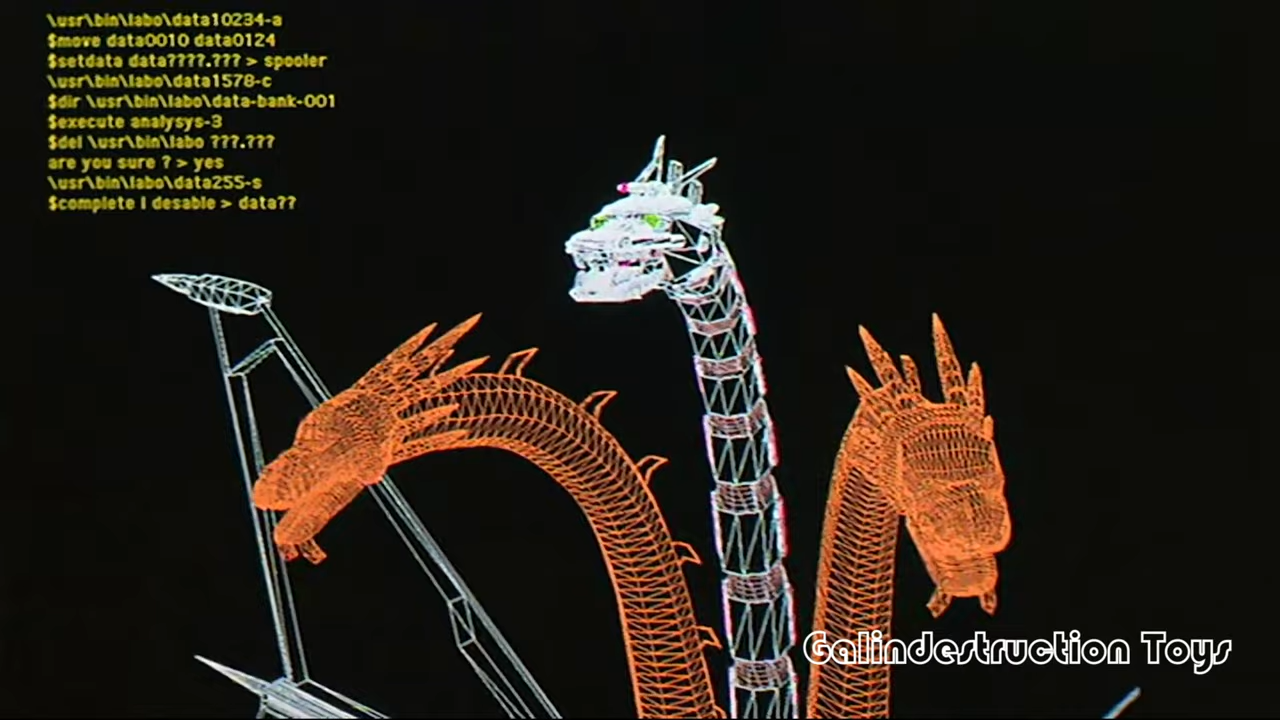 \usr\bin\labo\data10234-a
$move data0010 data0124
$setdata data????.??? > spooler
\usr\bin\labo\data1578-c
$dir \usr\bin\labo\data-bank-001
$execute analysys-3
$del \usr\bin\labo ???.???
are you sure ? > yes
\usr\bin\labo\data255-s
$complete I desable > data??
Galindestruction Toys